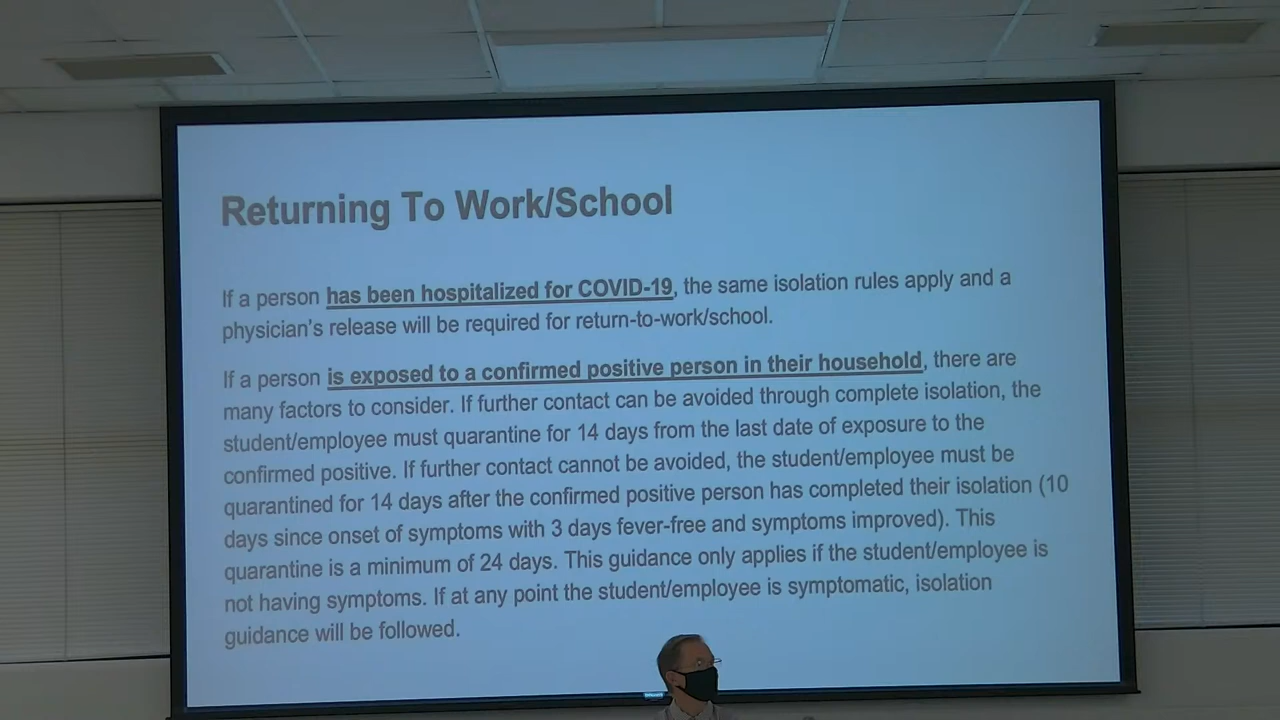 Returning To Work/School
If a person has been hospitalized for COVID-19, the same isolation rules apply and a
physician's release will be required for return-to-work/school.
If a person is exposed to a confirmed positive person in their household, there are
many factors to consider. If further contact can be avoided through complete isolation, the
student/employee must quarantine for 14 days from the last date of exposure to the
confirmed positive. If further contact cannot be avoided, the student/employee must be
quarantined for 14 days after the confirmed positive person has completed their isolation (10
days since onset of symptoms with 3 days fever-free and symptoms improved). This
quarantine is a minimum of 24 days. This guidance only applies if the student/employee is
not having symptoms. If at any point the student/employee is symptomatic, isolation
guidance will be followed.